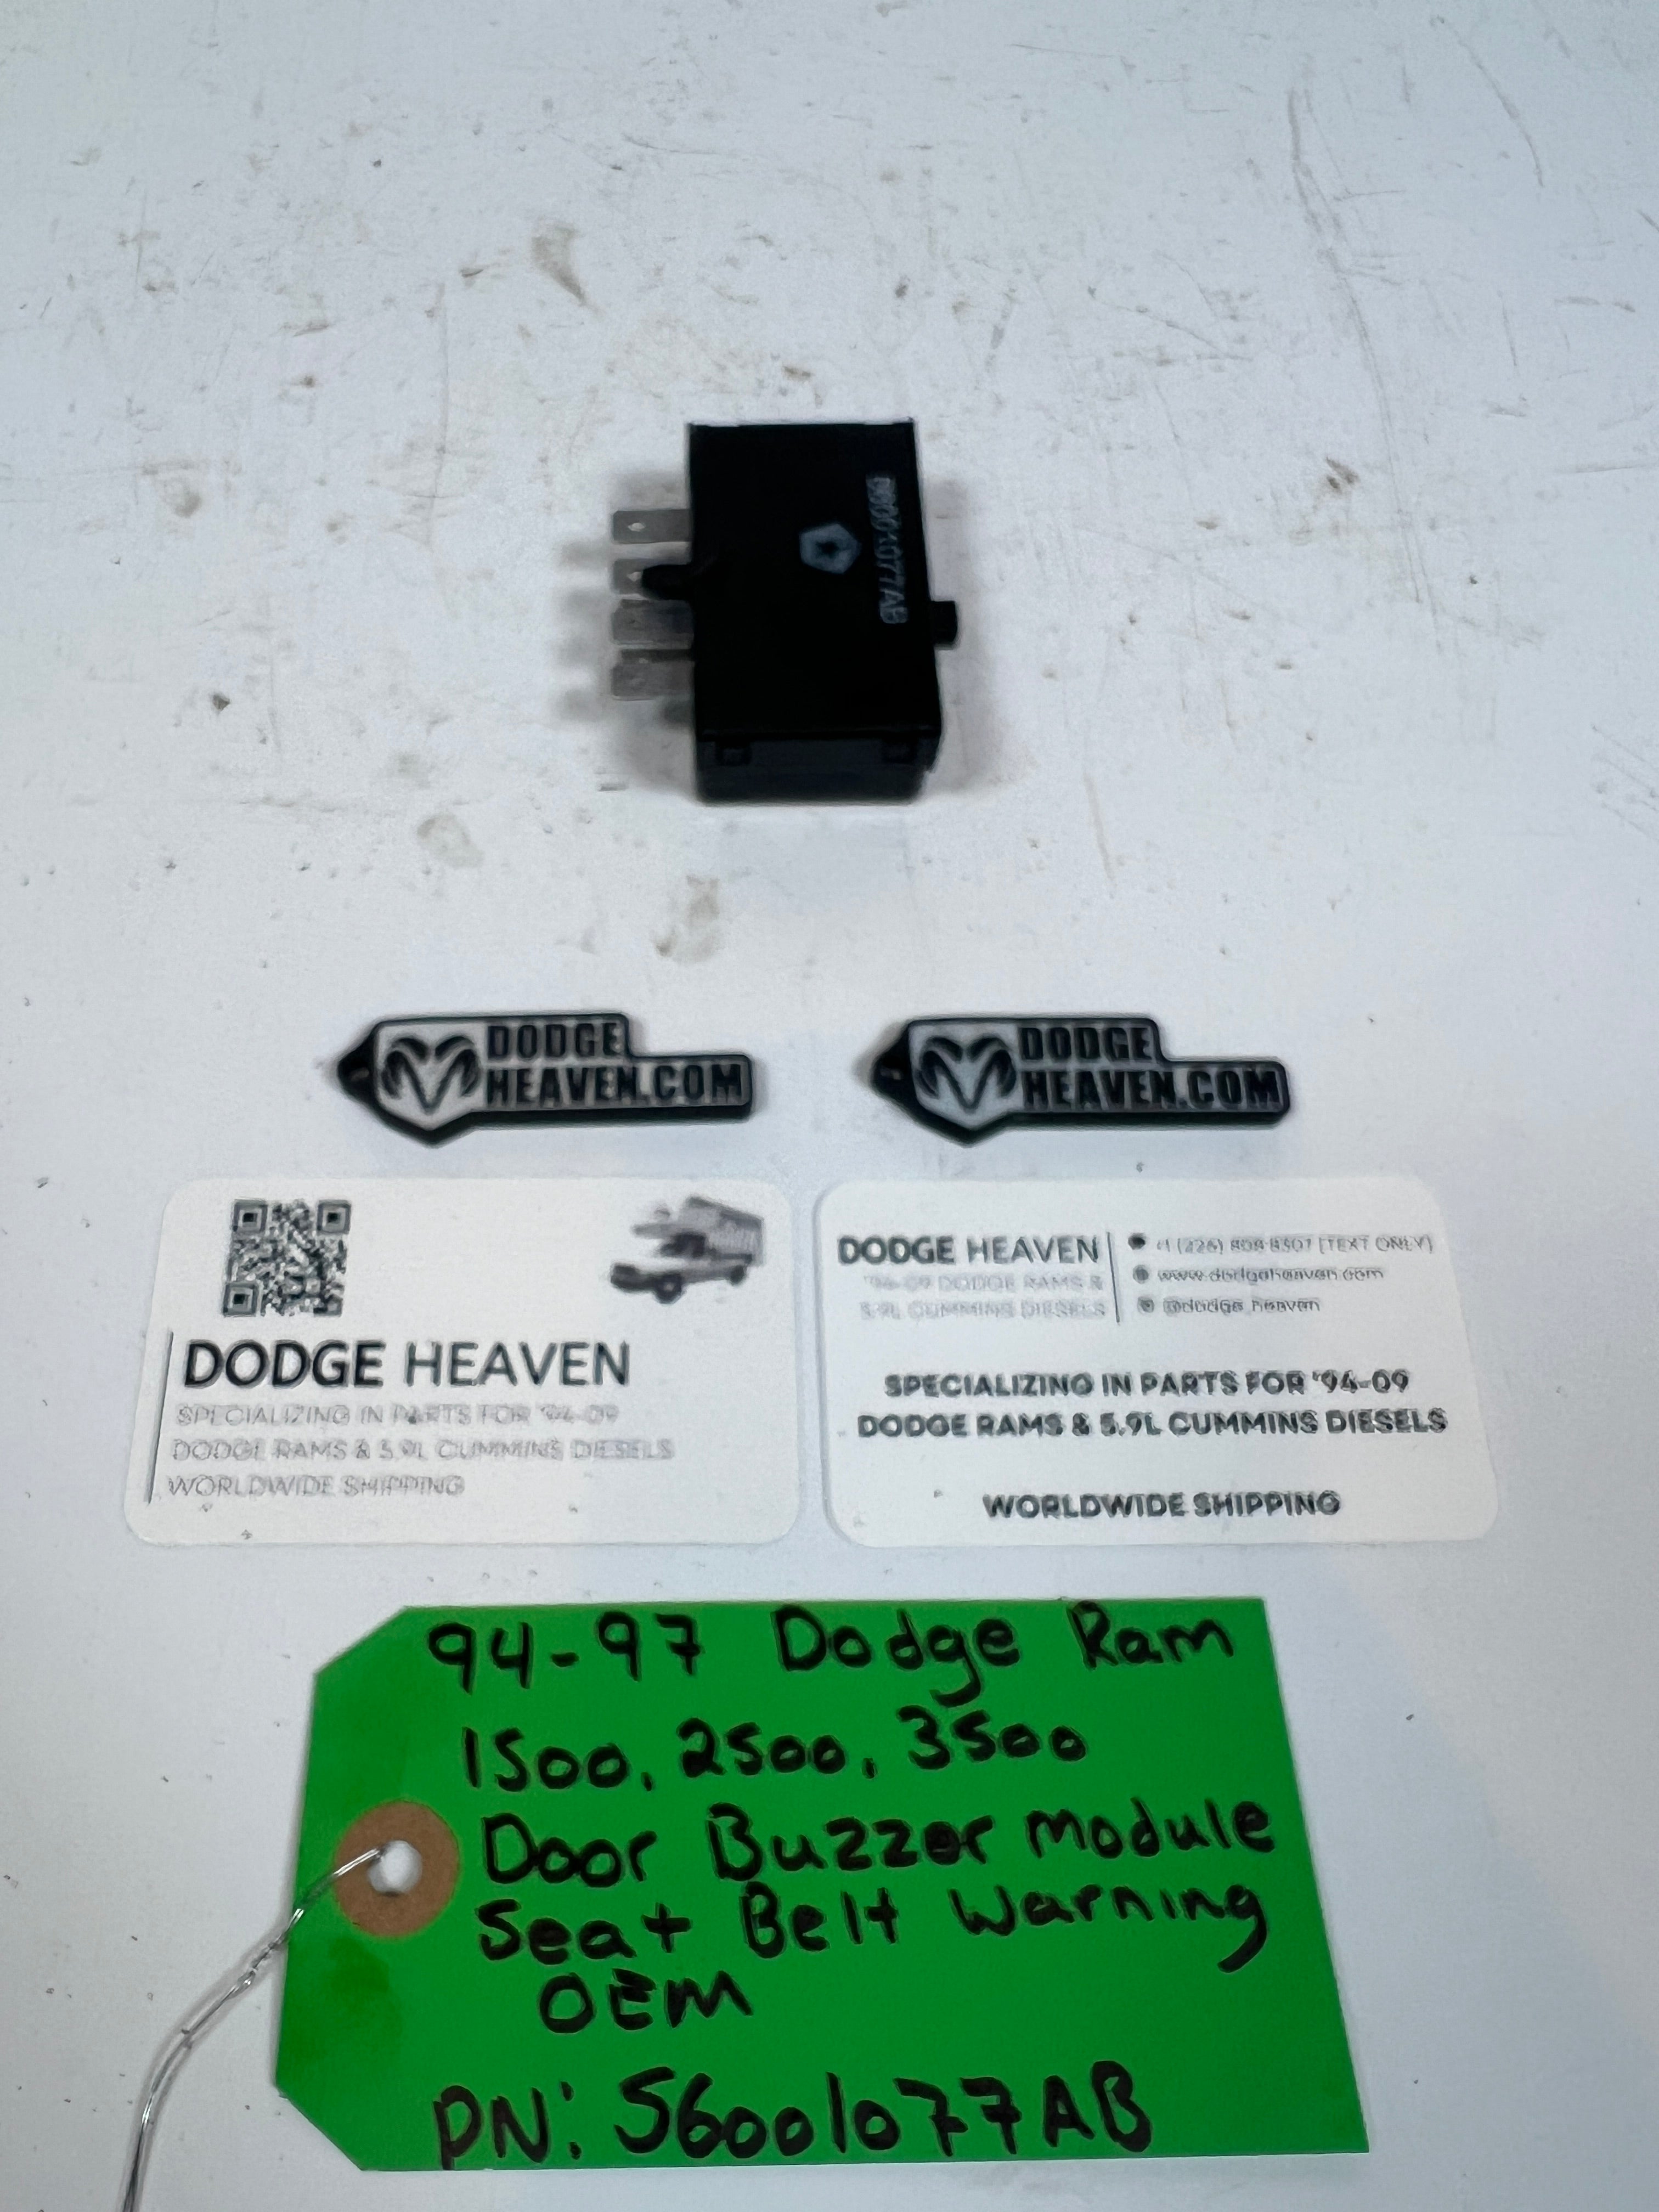 56001077AB
DODGE
HEAVEN.COM
DODGE
HEAVEN.COM
DODGE HEAVEN
SPECIALIZING IN PARTS FOR '94-09
DODGE RAMS & 5.9L CUMMINS DIESELS
WORLDWIDE SHIPPING
DODGE HEAVEN
'94-09 DODGE RAMS &
5.9L CUMMINS DIESELS
[TEXT ONLY]
www.dodgeheaven.com
@dodge_heaven
SPECIALIZING IN PARTS FOR '94-09
DODGE RAMS & 5.9L CUMMINS DIESELS
WORLDWIDE SHIPPING
94-97 Dodge Ram
1500, 2500, 3500
Door Buzzer Module
Seat Belt Warning
OEM
PN: 56001077AB